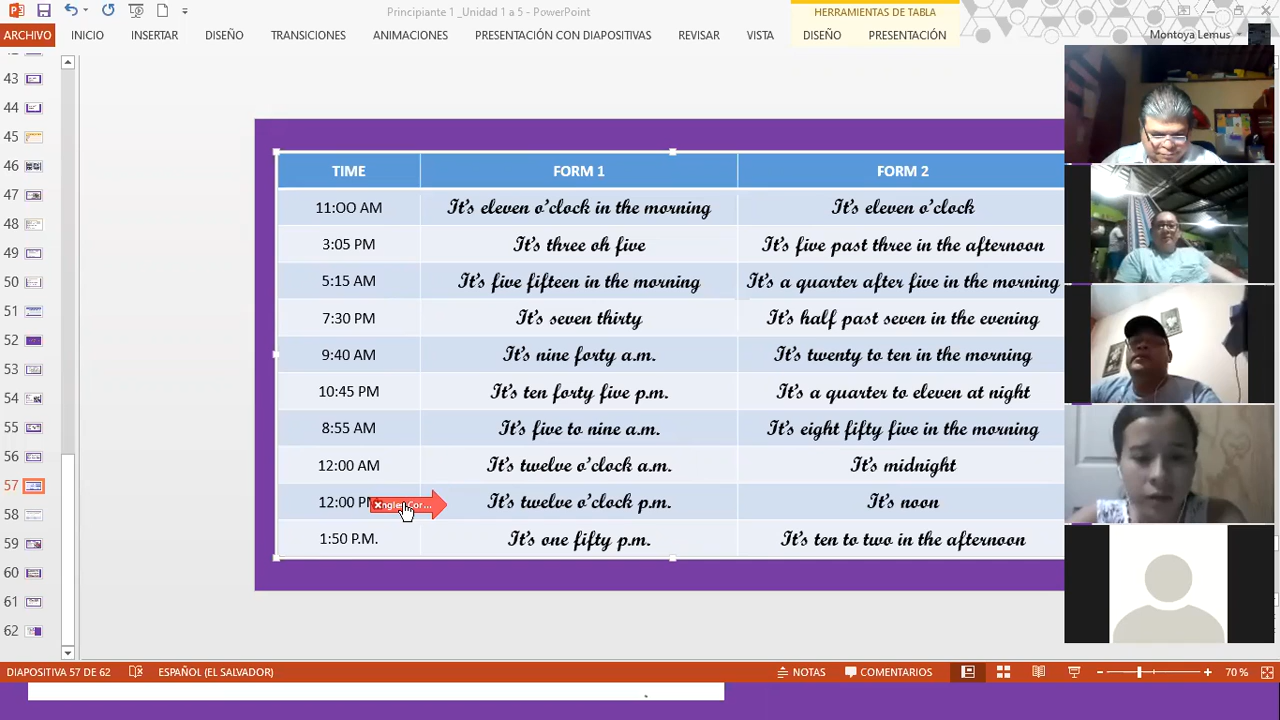 Principiante 1 _Unidad 1 a 5 - PowerPoint
HERRAMIENTAS DE TABLA
ARCHIVO INICIO INSERTAR DISEÑO TRANSICIONES ANIMACIONES PRESENTACIÓN CON DIAPOSITIVAS REVISAR VISTA DISEÑO PRESENTACIÓN Montoya Lemus
43
44
45
46
47
48
49
50
51
52
53
54
55
56
57
58
59
60
61
62
TIME FORM 1 FORM 2
11:OO AM It's eleven o'clock in the morning It's eleven o'clock
3:05 PM It's three oh five It's five past three in the afternoon
5:15 AM It's five fifteen in the morning It's a quarter after five in the morning
7:30 PM It's seven thirty It's half past seven in the evening
9:40 AM It's nine forty a.m. It's twenty to ten in the morning
10:45 PM It's ten forty five p.m. It's a quarter to eleven at night
8:55 AM It's five to nine a.m. It's eight fifty five in the morning
12:00 AM It's twelve o'clock a.m. It's midnight
12:00 PM It's twelve o'clock p.m. It's noon
1:50 P.M. It's one fifty p.m. It's ten to two in the afternoon
DIAPOSITIVA 57 DE 62 ESPAÑOL (EL SALVADOR) NOTAS COMENTARIOS 70 %